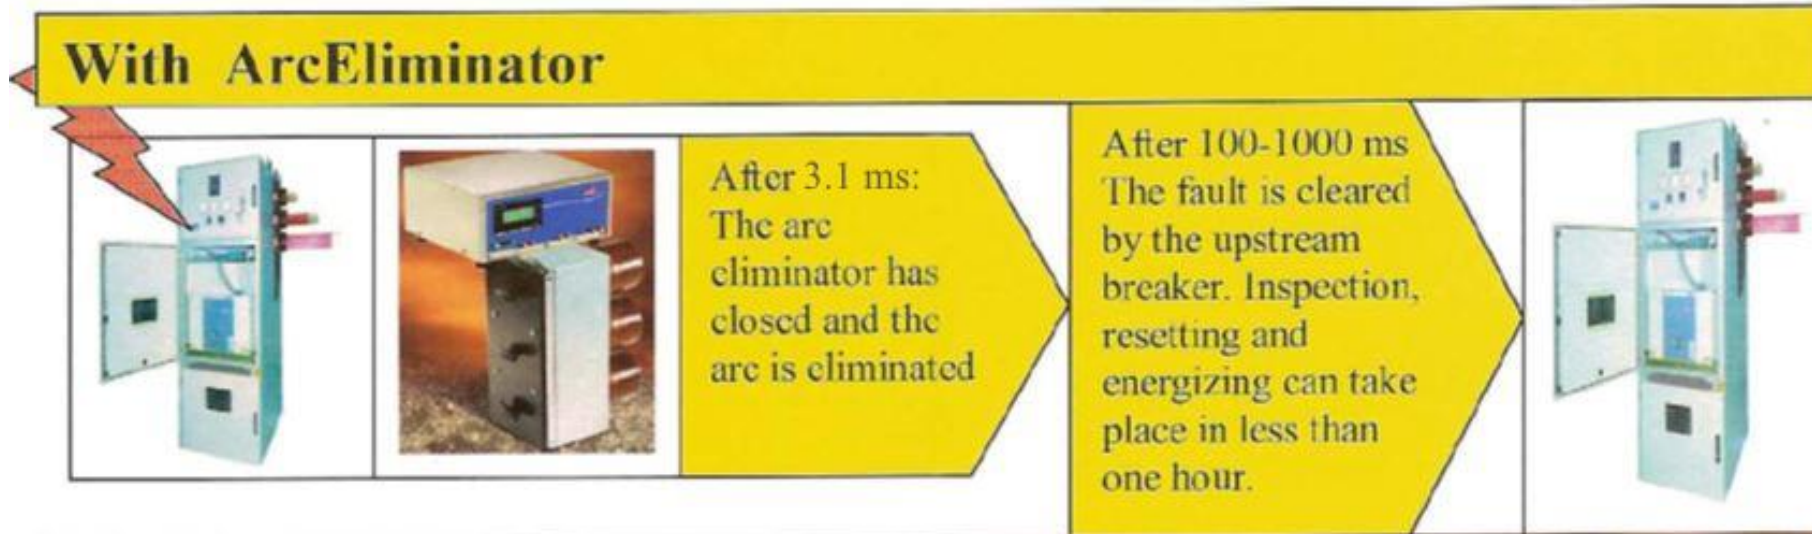 With ArcEliminator
After 3.1 ms:
The arc
eliminator has
closed and the
arc is eliminated
After 100-1000 ms
The fault is cleared
by the upstream
breaker. Inspection,
resetting and
energizing can take
place in less than
one hour.